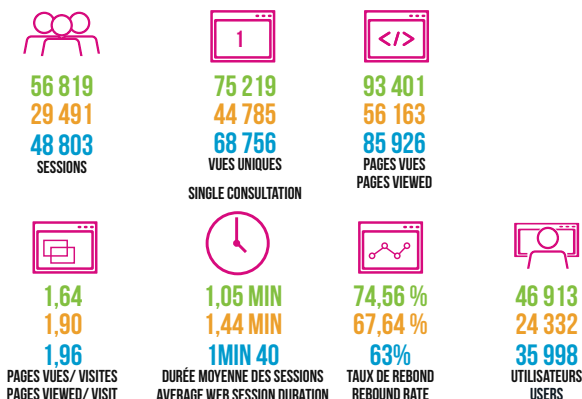 1
</>
56 819
29 491
48 803
SESSIONS
75 219
44 785
68 756
VUES UNIQUES
SINGLE CONSULTATION
93 401
56 163
85 926
PAGES VUES
PAGES VIEWED
1,64
1,90
1,96
PAGES VUES/ VISITES
PAGES VIEWED/ VISIT
1,05 MIN
1,44 MIN
1MIN 40
DURÉE MOYENNE DES SESSIONS
AVERAGE WEB SESSION DURATION
74,56 %
67,64 %
63%
TAUX DE REBOND
REBOUND RATE
46 913
24 332
35 998
UTILISATEURS
USERS